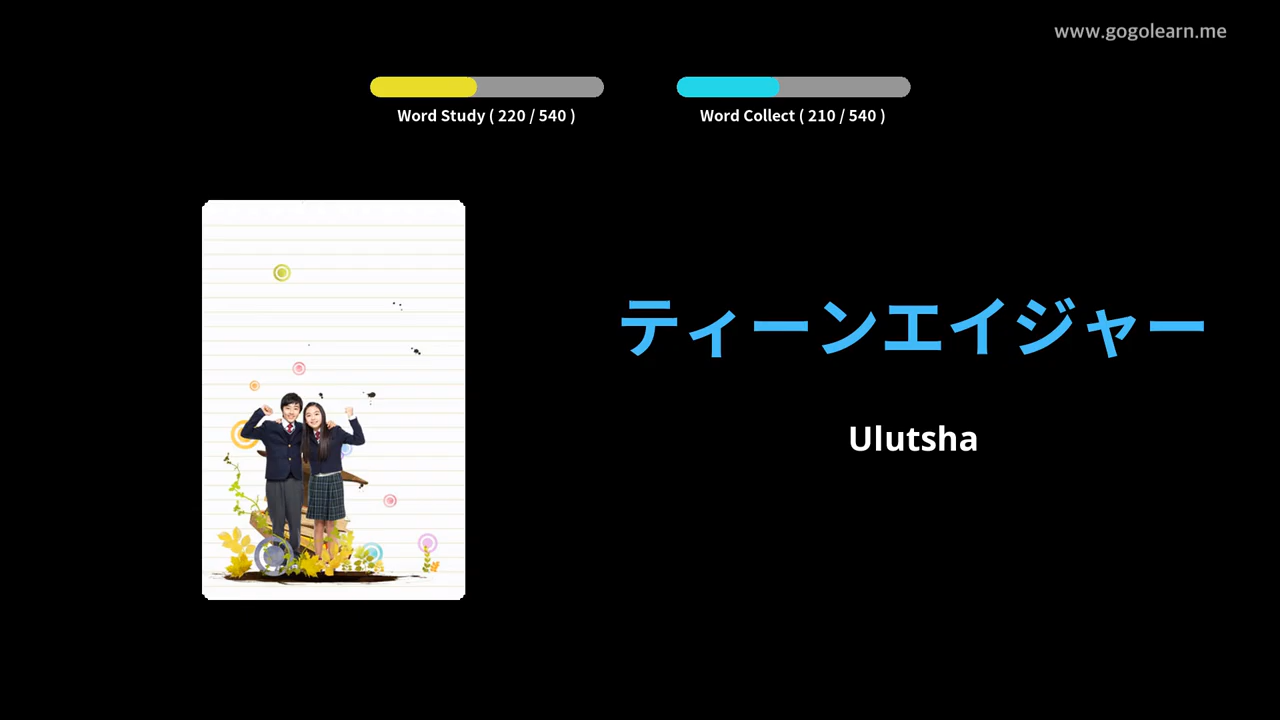 www.gogolearn.me
Word Study ( 220 / 540 )
Word Collect ( 210 / 540 )
ティーンエイジャー
Ulutsha